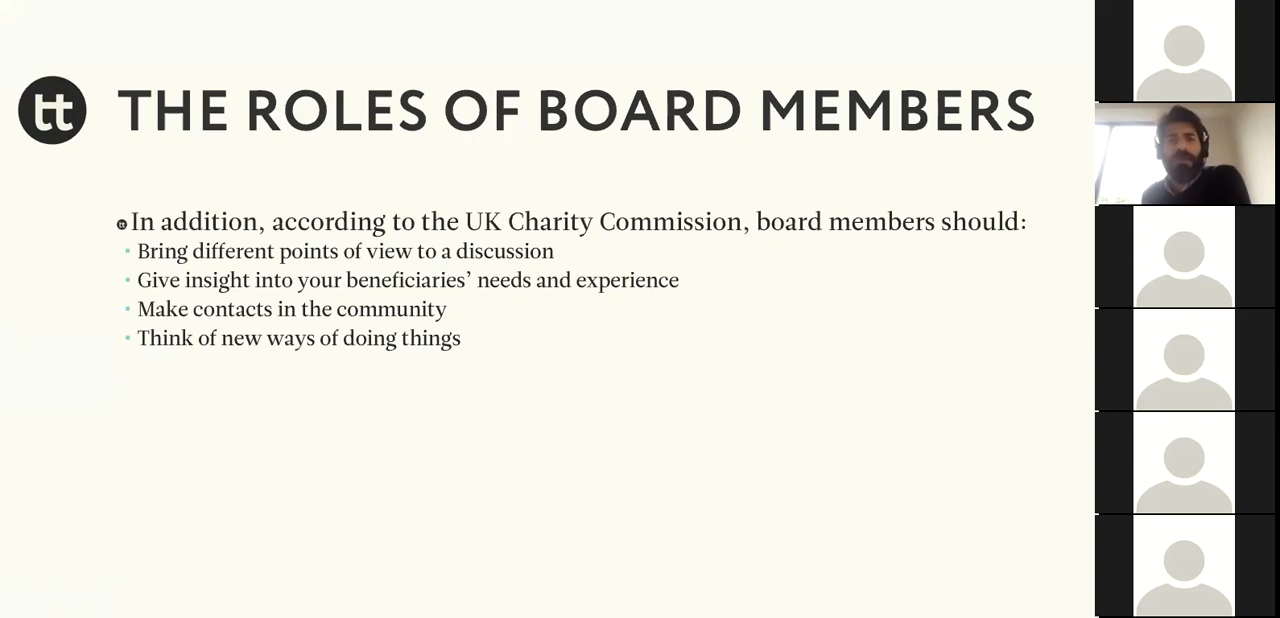 tt
THE ROLES OF BOARD MEMBERS
In addition, according to the UK Charity Commission, board members should:
Bring different points of view to a discussion
Give insight into your beneficiaries’ needs and experience
Make contacts in the community
Think of new ways of doing things